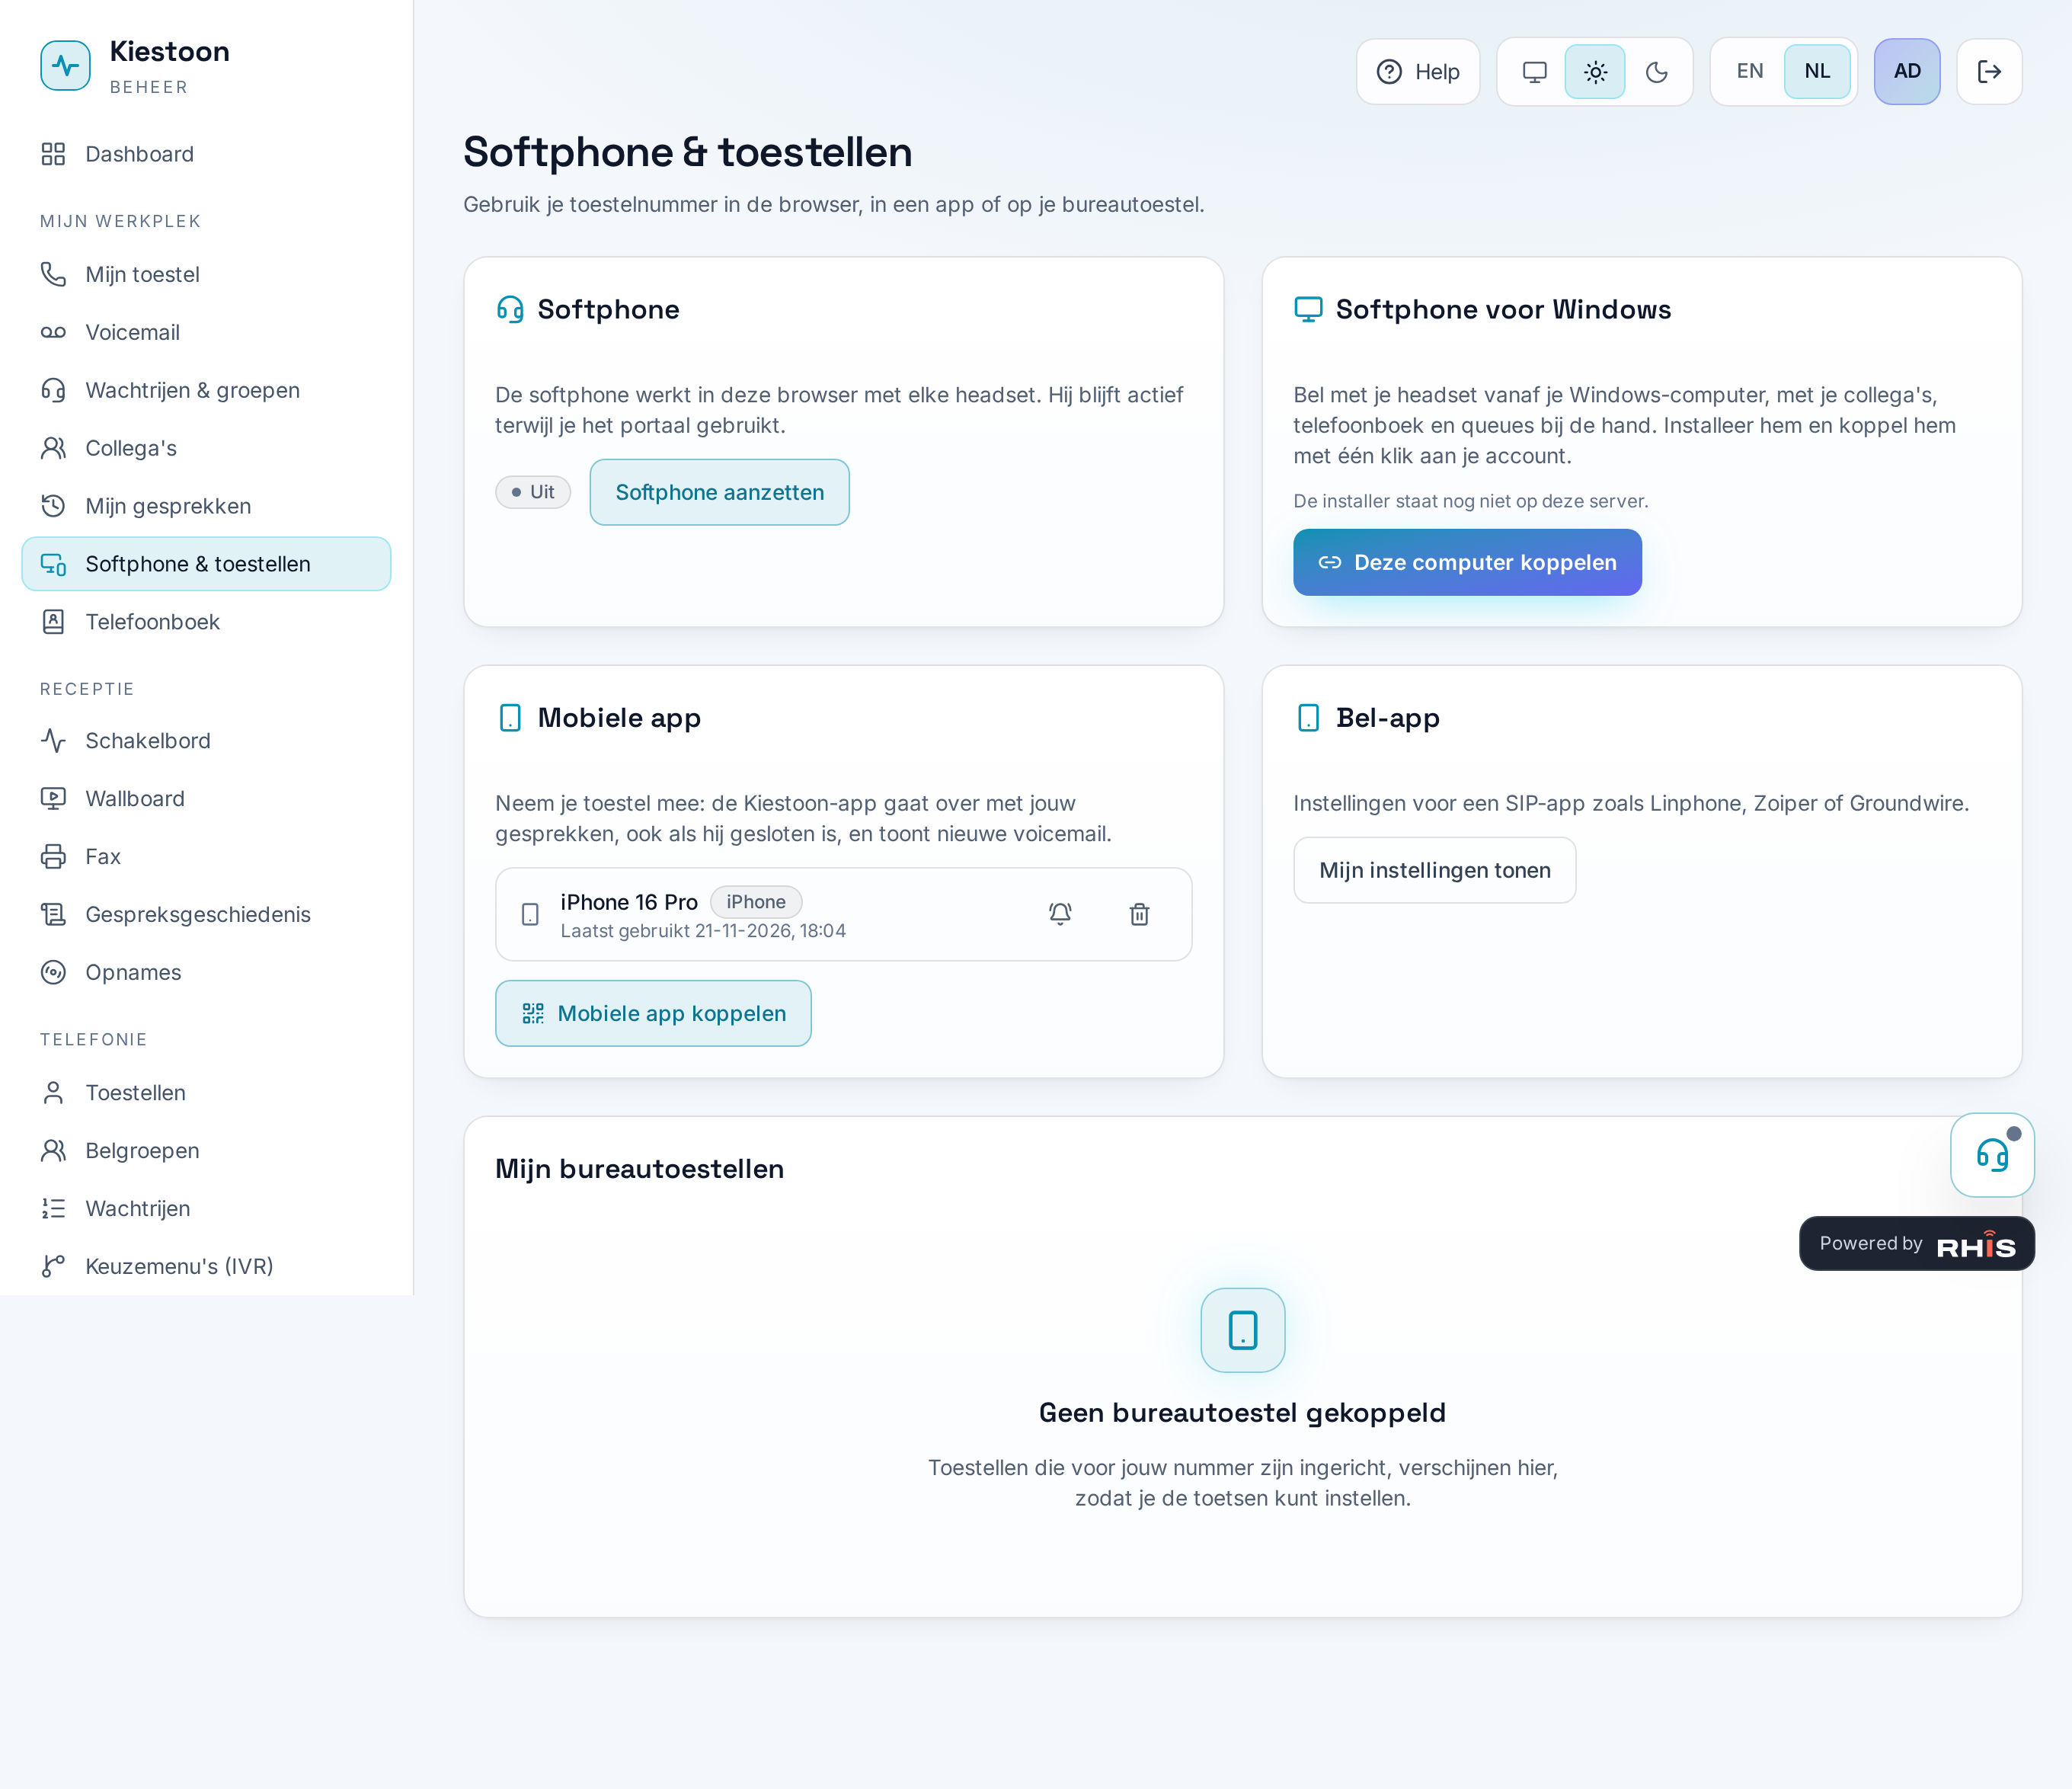 Kiestoon
BEHEER
Dashboard
MIJN WERKPLEK
Mijn toestel
Voicemail
Wachtrijen & groepen
Collega's
Mijn gesprekken
Softphone & toestellen
Telefoonboek
RECEPTIE
Schakelbord
Wallboard
Fax
Gespreksgeschiedenis
Opnames
TELEFONIE
Toestellen
Belgroepen
Wachtrijen
Keuzemenu's (IVR)
Help
EN
NL
AD
Softphone & toestellen
Gebruik je toestelnummer in de browser, in een app of op je bureautoestel.
Softphone
De softphone werkt in deze browser met elke headset. Hij blijft actief
terwijl je het portaal gebruikt.
Uit
Softphone aanzetten
Softphone voor Windows
Bel met je headset vanaf je Windows-computer, met je collega's,
telefoonboek en queues bij de hand. Installeer hem en koppel hem
met één klik aan je account.
De installer staat nog niet op deze server.
Deze computer koppelen
Mobiele app
Neem je toestel mee: de Kiestoon-app gaat over met jouw
gesprekken, ook als hij gesloten is, en toont nieuwe voicemail.
iPhone 16 Pro
iPhone
Laatst gebruikt 21-11-2026, 18:04
Mobiele app koppelen
Bel-app
Instellingen voor een SIP-app zoals Linphone, Zoiper of Groundwire.
Mijn instellingen tonen
Mijn bureautoestellen
Powered by RHiS
Geen bureautoestel gekoppeld
Toestellen die voor jouw nummer zijn ingericht, verschijnen hier,
zodat je de toetsen kunt instellen.